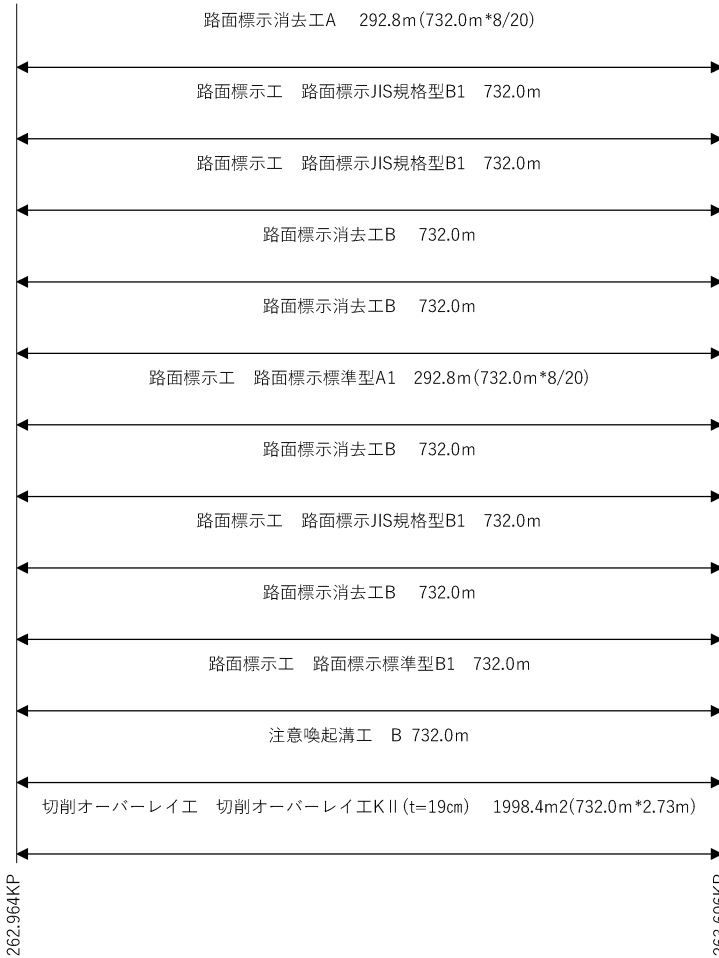 路面標示消去工A　292.8m(732.0m*8/20)
路面標示工　路面標示JIS規格型B1　732.0m
路面標示工　路面標示JIS規格型B1　732.0m
路面標示消去工B　732.0m
路面標示消去工B　732.0m
路面標示工　路面標示標準型A1　292.8m(732.0m*8/20)
路面標示消去工B　732.0m
路面標示工　路面標示JIS規格型B1　732.0m
路面標示消去工B　732.0m
路面標示工　路面標示標準型B1　732.0m
注意喚起溝工　B 732.0m
切削オーバーレイ工　切削オーバーレイ工KⅡ(t=19㎝)　1998.4m2(732.0m*2.73m)
262.964KP